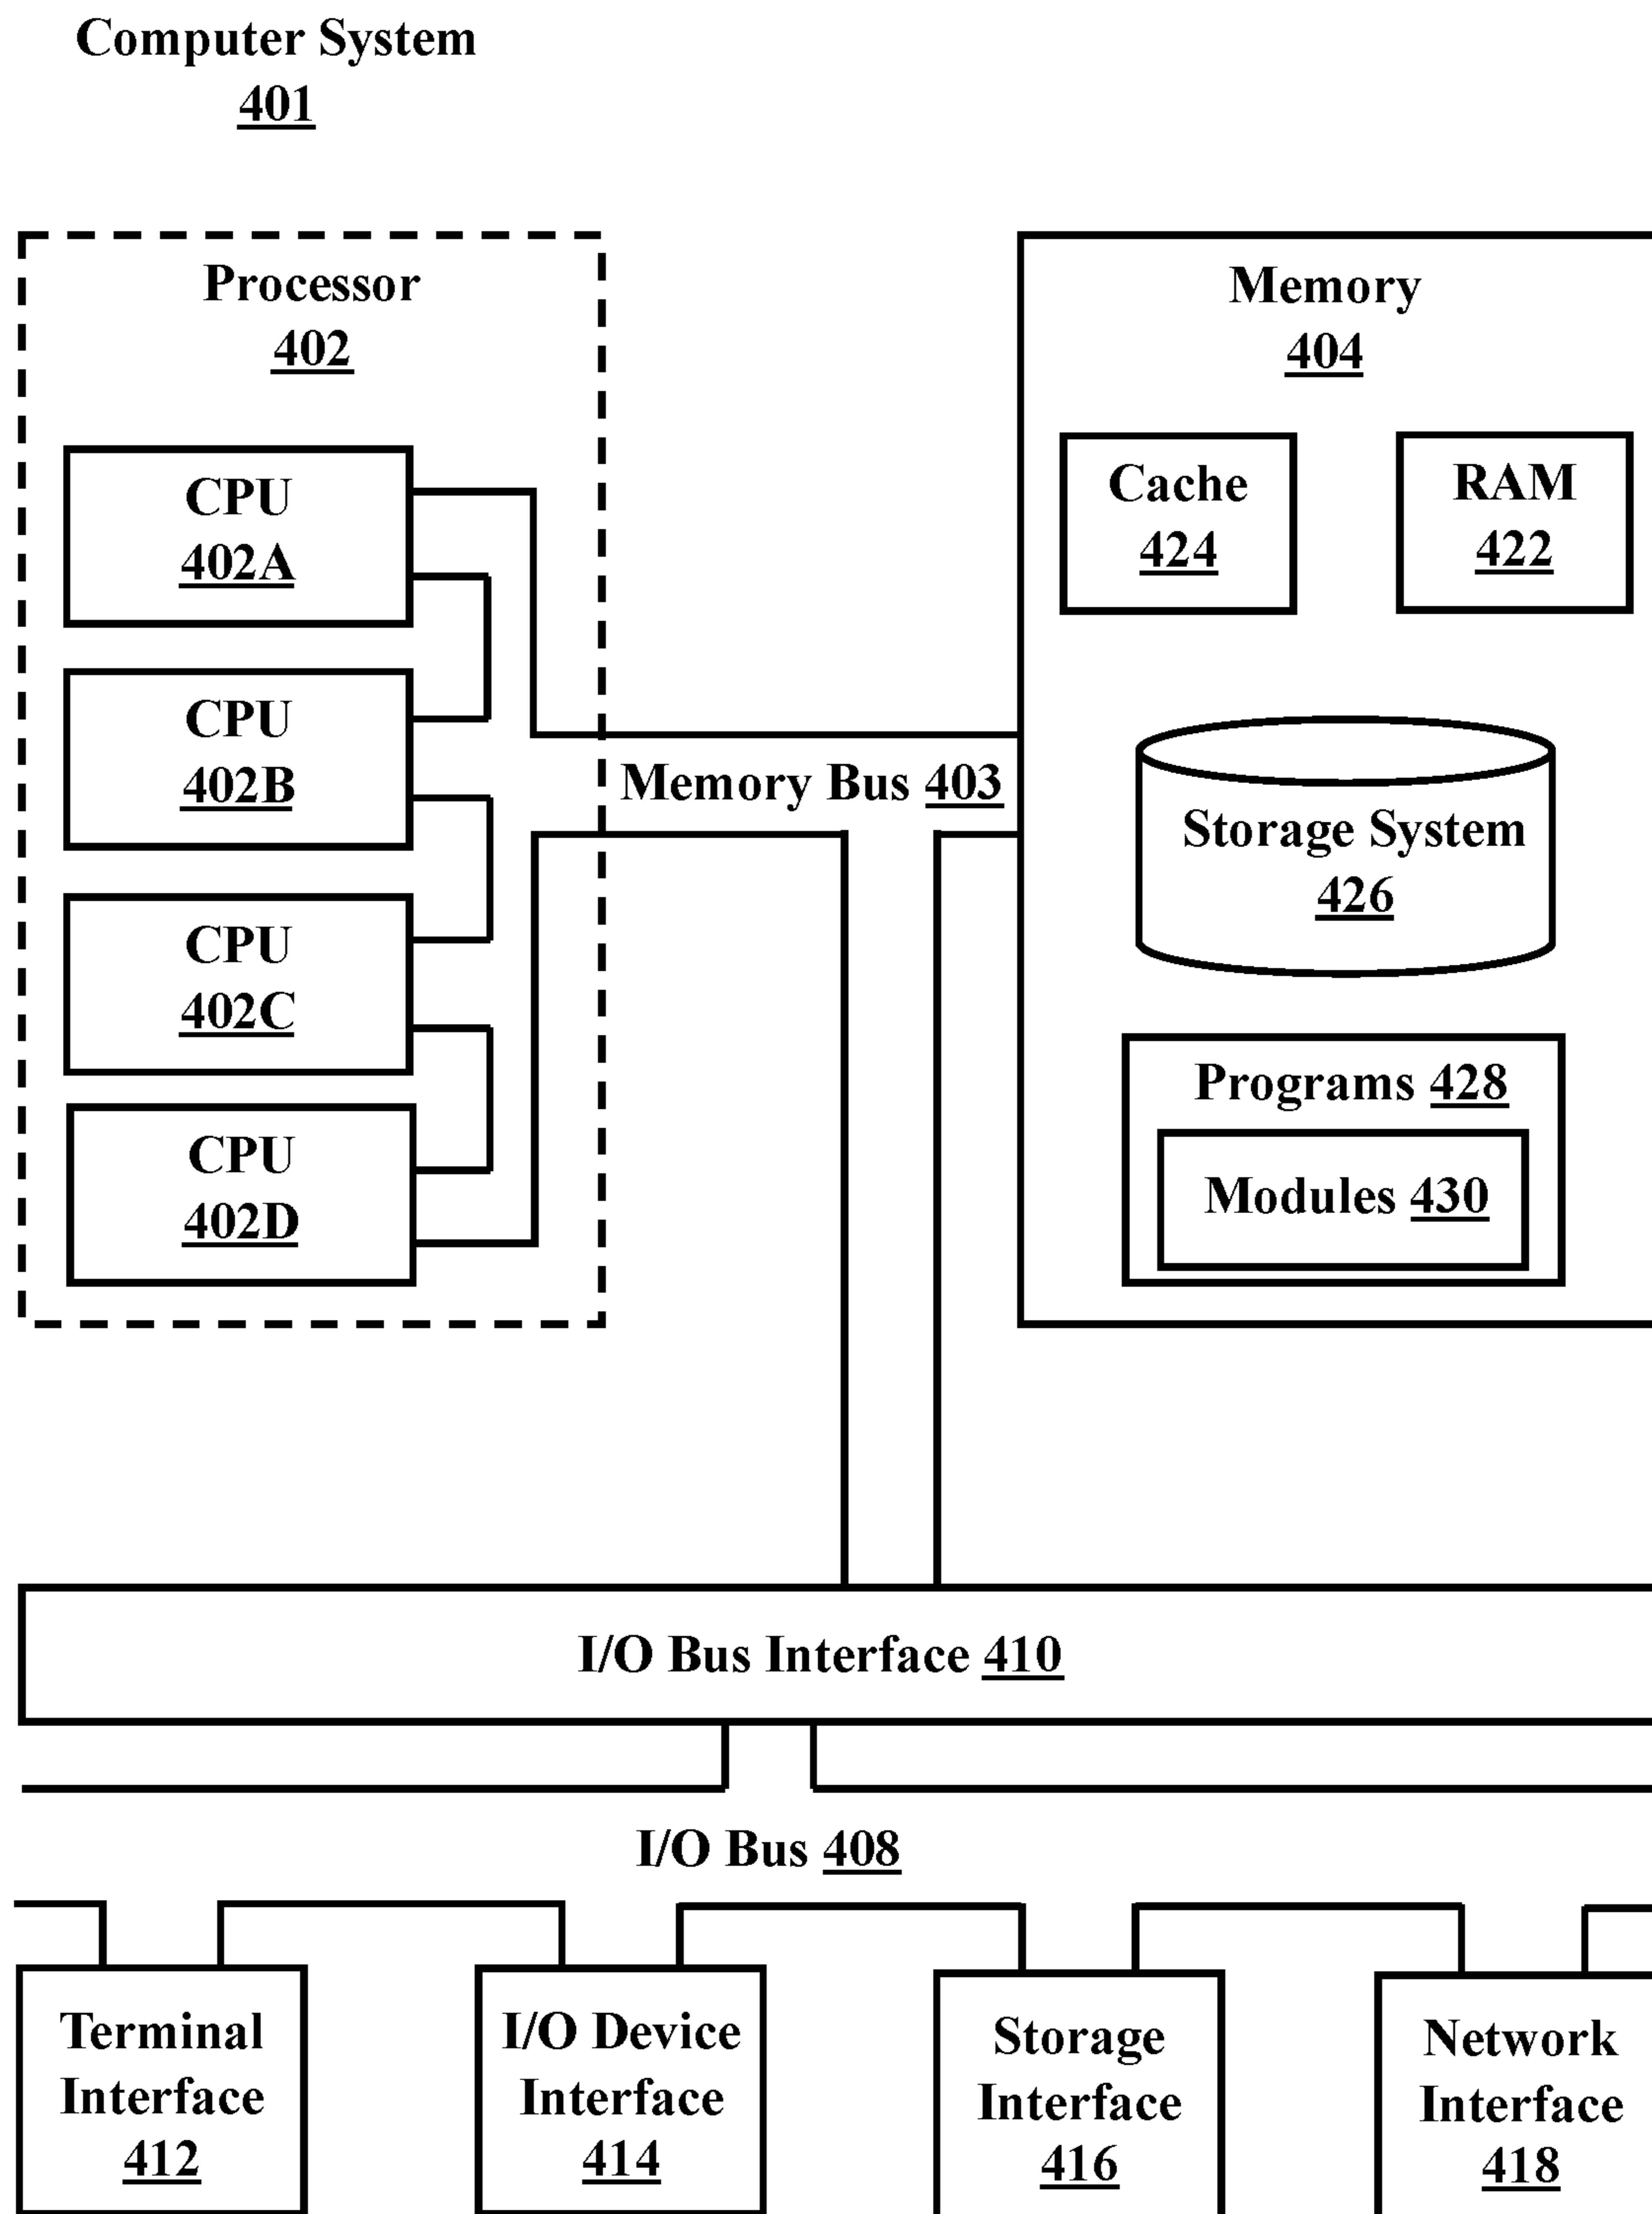 Computer System
401
Processor
402
CPU
402A
CPU
402B
CPU
402C
CPU
402D
Memory Bus 403
Memory
404
Cache
424
RAM
422
Storage System
426
Programs 428
Modules 430
I/O Bus Interface 410
I/O Bus 408
Terminal
Interface
412
I/O Device
Interface
414
Storage
Interface
416
Network
Interface
418